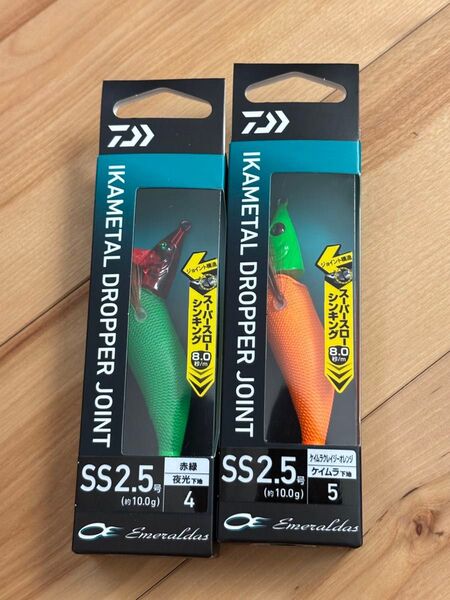 IKAMETAL DROPPER JOINT
ジョイント構造
スーパースロー
シンキング
8.0
秒/m
SS2.5号
(約10.0g)
赤緑
夜光下地
4
Emeraldas
IKAMETAL DROPPER JOINT
ジョイント構造
スーパースロー
シンキング
8.0
秒/m
SS2.5号
(約10.0g)
ケイムラクレイジーオレンジ
ケイムラ下地
5
Emeraldas